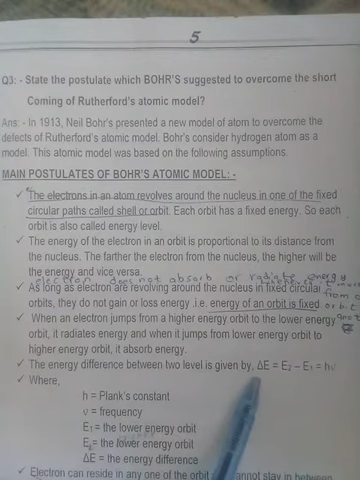 5
Q3: - State the postulate which BOHR'S suggested to overcome the short
Coming of Rutherford's atomic model?
Ans: - In 1913, Neil Bohr's presented a new model of atom to overcome the
defects of Rutherford's atomic model. Bohr's consider hydrogen atom as a
model. This atomic model was based on the following assumptions.
MAIN POSTULATES OF BOHR'S ATOMIC MODEL: -
✓ The electrons in an atom revolves around the nucleus in one of the fixed
circular paths called shell or orbit. Each orbit has a fixed energy. So each
orbit is also called energy level.
✓ The energy of the electron in an orbit is proportional to its distance from
the nucleus. The farther the electron from the nucleus, the higher will be
the energy and vice versa.
electron does not absorb or radiate energy
✓ As long as electron are revolving around the nucleus in fixed circular
from
orbits, they do not gain or loss energy .i.e. energy of an orbit is fixed
orbit
✓ When an electron jumps from a higher energy orbit to the lower energy
orbit, it radiates energy and when it jumps from lower energy orbit to
higher energy orbit, it absorb energy.
✓ The energy difference between two level is given by, ΔE = E2 – E1 = hν
✓ Where,
h = Plank's constant
ν = frequency
E1 = the lower energy orbit
= the lower energy orbit
ΔE = the energy difference
✓ Electron can reside in any one of the orbit cannot stay in between